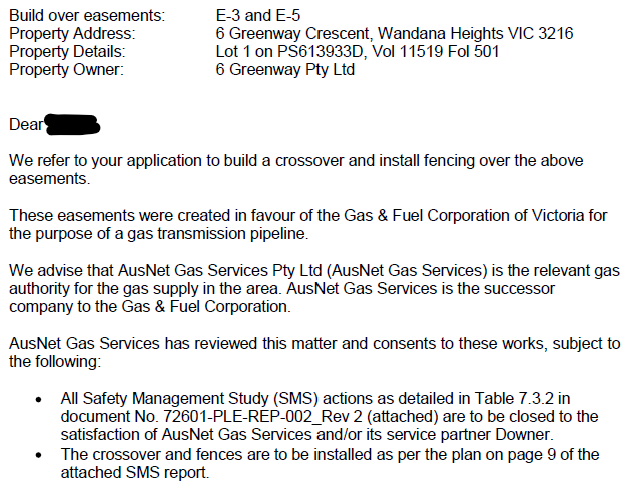 Build over easements: E-3 and E-5
Property Address: 6 Greenway Crescent, Wandana Heights VIC 3216
Property Details: Lot 1 on PS613933D, Vol 11519 Fol 501
Property Owner: 6 Greenway Pty Ltd
Dear
We refer to your application to build a crossover and install fencing over the above
easements.
These easements were created in favour of the Gas & Fuel Corporation of Victoria for
the purpose of a gas transmission pipeline.
We advise that AusNet Gas Services Pty Ltd (AusNet Gas Services) is the relevant gas
authority for the gas supply in the area. AusNet Gas Services is the successor
company to the Gas & Fuel Corporation.
AusNet Gas Services has reviewed this matter and consents to these works, subject to
the following:
• All Safety Management Study (SMS) actions as detailed in Table 7.3.2 in
document No. 72601-PLE-REP-002_Rev 2 (attached) are to be closed to the
satisfaction of AusNet Gas Services and/or its service partner Downer.
• The crossover and fences are to be installed as per the plan on page 9 of the
attached SMS report.